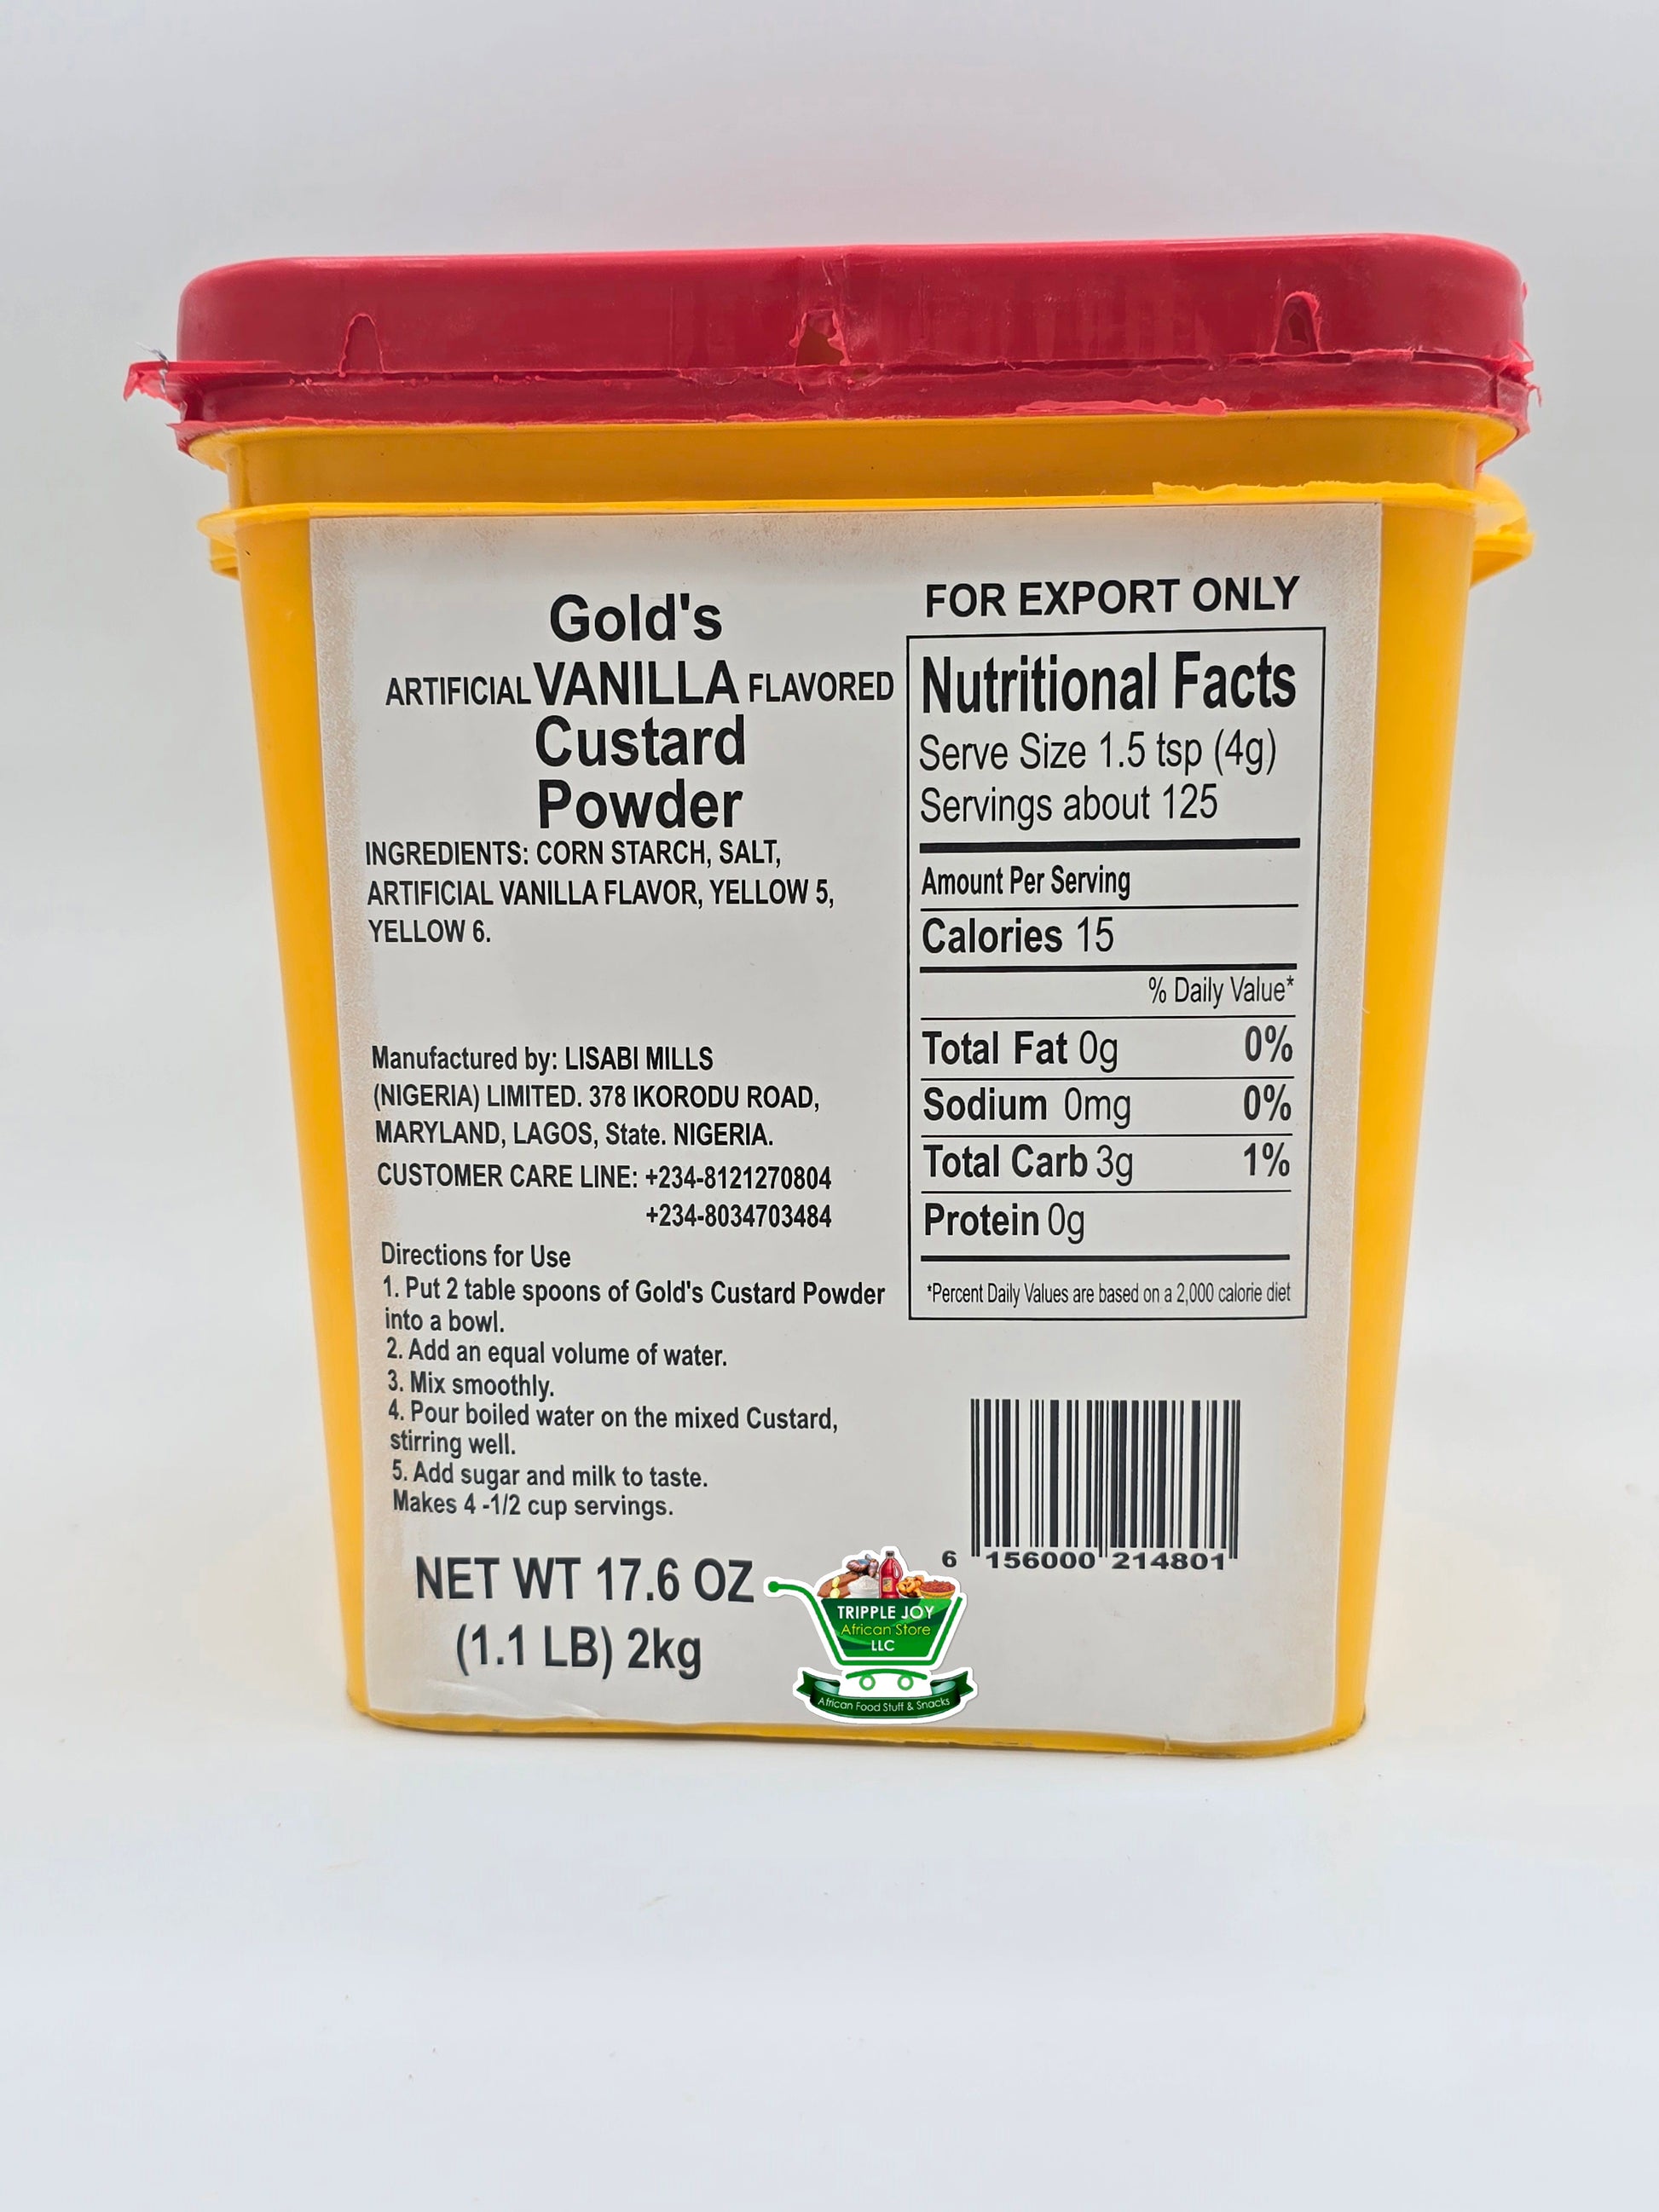 Gold's
ARTIFICIAL VANILLA FLAVORED
Custard
Powder
INGREDIENTS: CORN STARCH, SALT,
ARTIFICIAL VANILLA FLAVOR, YELLOW 5,
YELLOW 6.
Manufactured by: LISABI MILLS
(NIGERIA) LIMITED. 378 IKORODU ROAD,
MARYLAND, LAGOS, State. NIGERIA.
CUSTOMER CARE LINE: +234-8121270804
+234-8034703484
Directions for Use
1. Put 2 table spoons of Gold's Custard Powder
into a bowl.
2. Add an equal volume of water.
3. Mix smoothly.
4. Pour boiled water on the mixed Custard,
stirring well.
5. Add sugar and milk to taste.
Makes 4 -1/2 cup servings.
NET WT 17.6 OZ
(1.1 LB) 2kg
FOR EXPORT ONLY
Nutritional Facts
Serve Size 1.5 tsp (4g)
Servings about 125
Amount Per Serving
Calories 15
% Daily Value*
Total Fat 0g 0%
Sodium 0mg 0%
Total Carb 3g 1%
Protein 0g
*Percent Daily Values are based on a 2,000 calorie diet
6 156000 214801
TRIPPLE JOY
African Store
LLC
African Food Stuff & Snacks